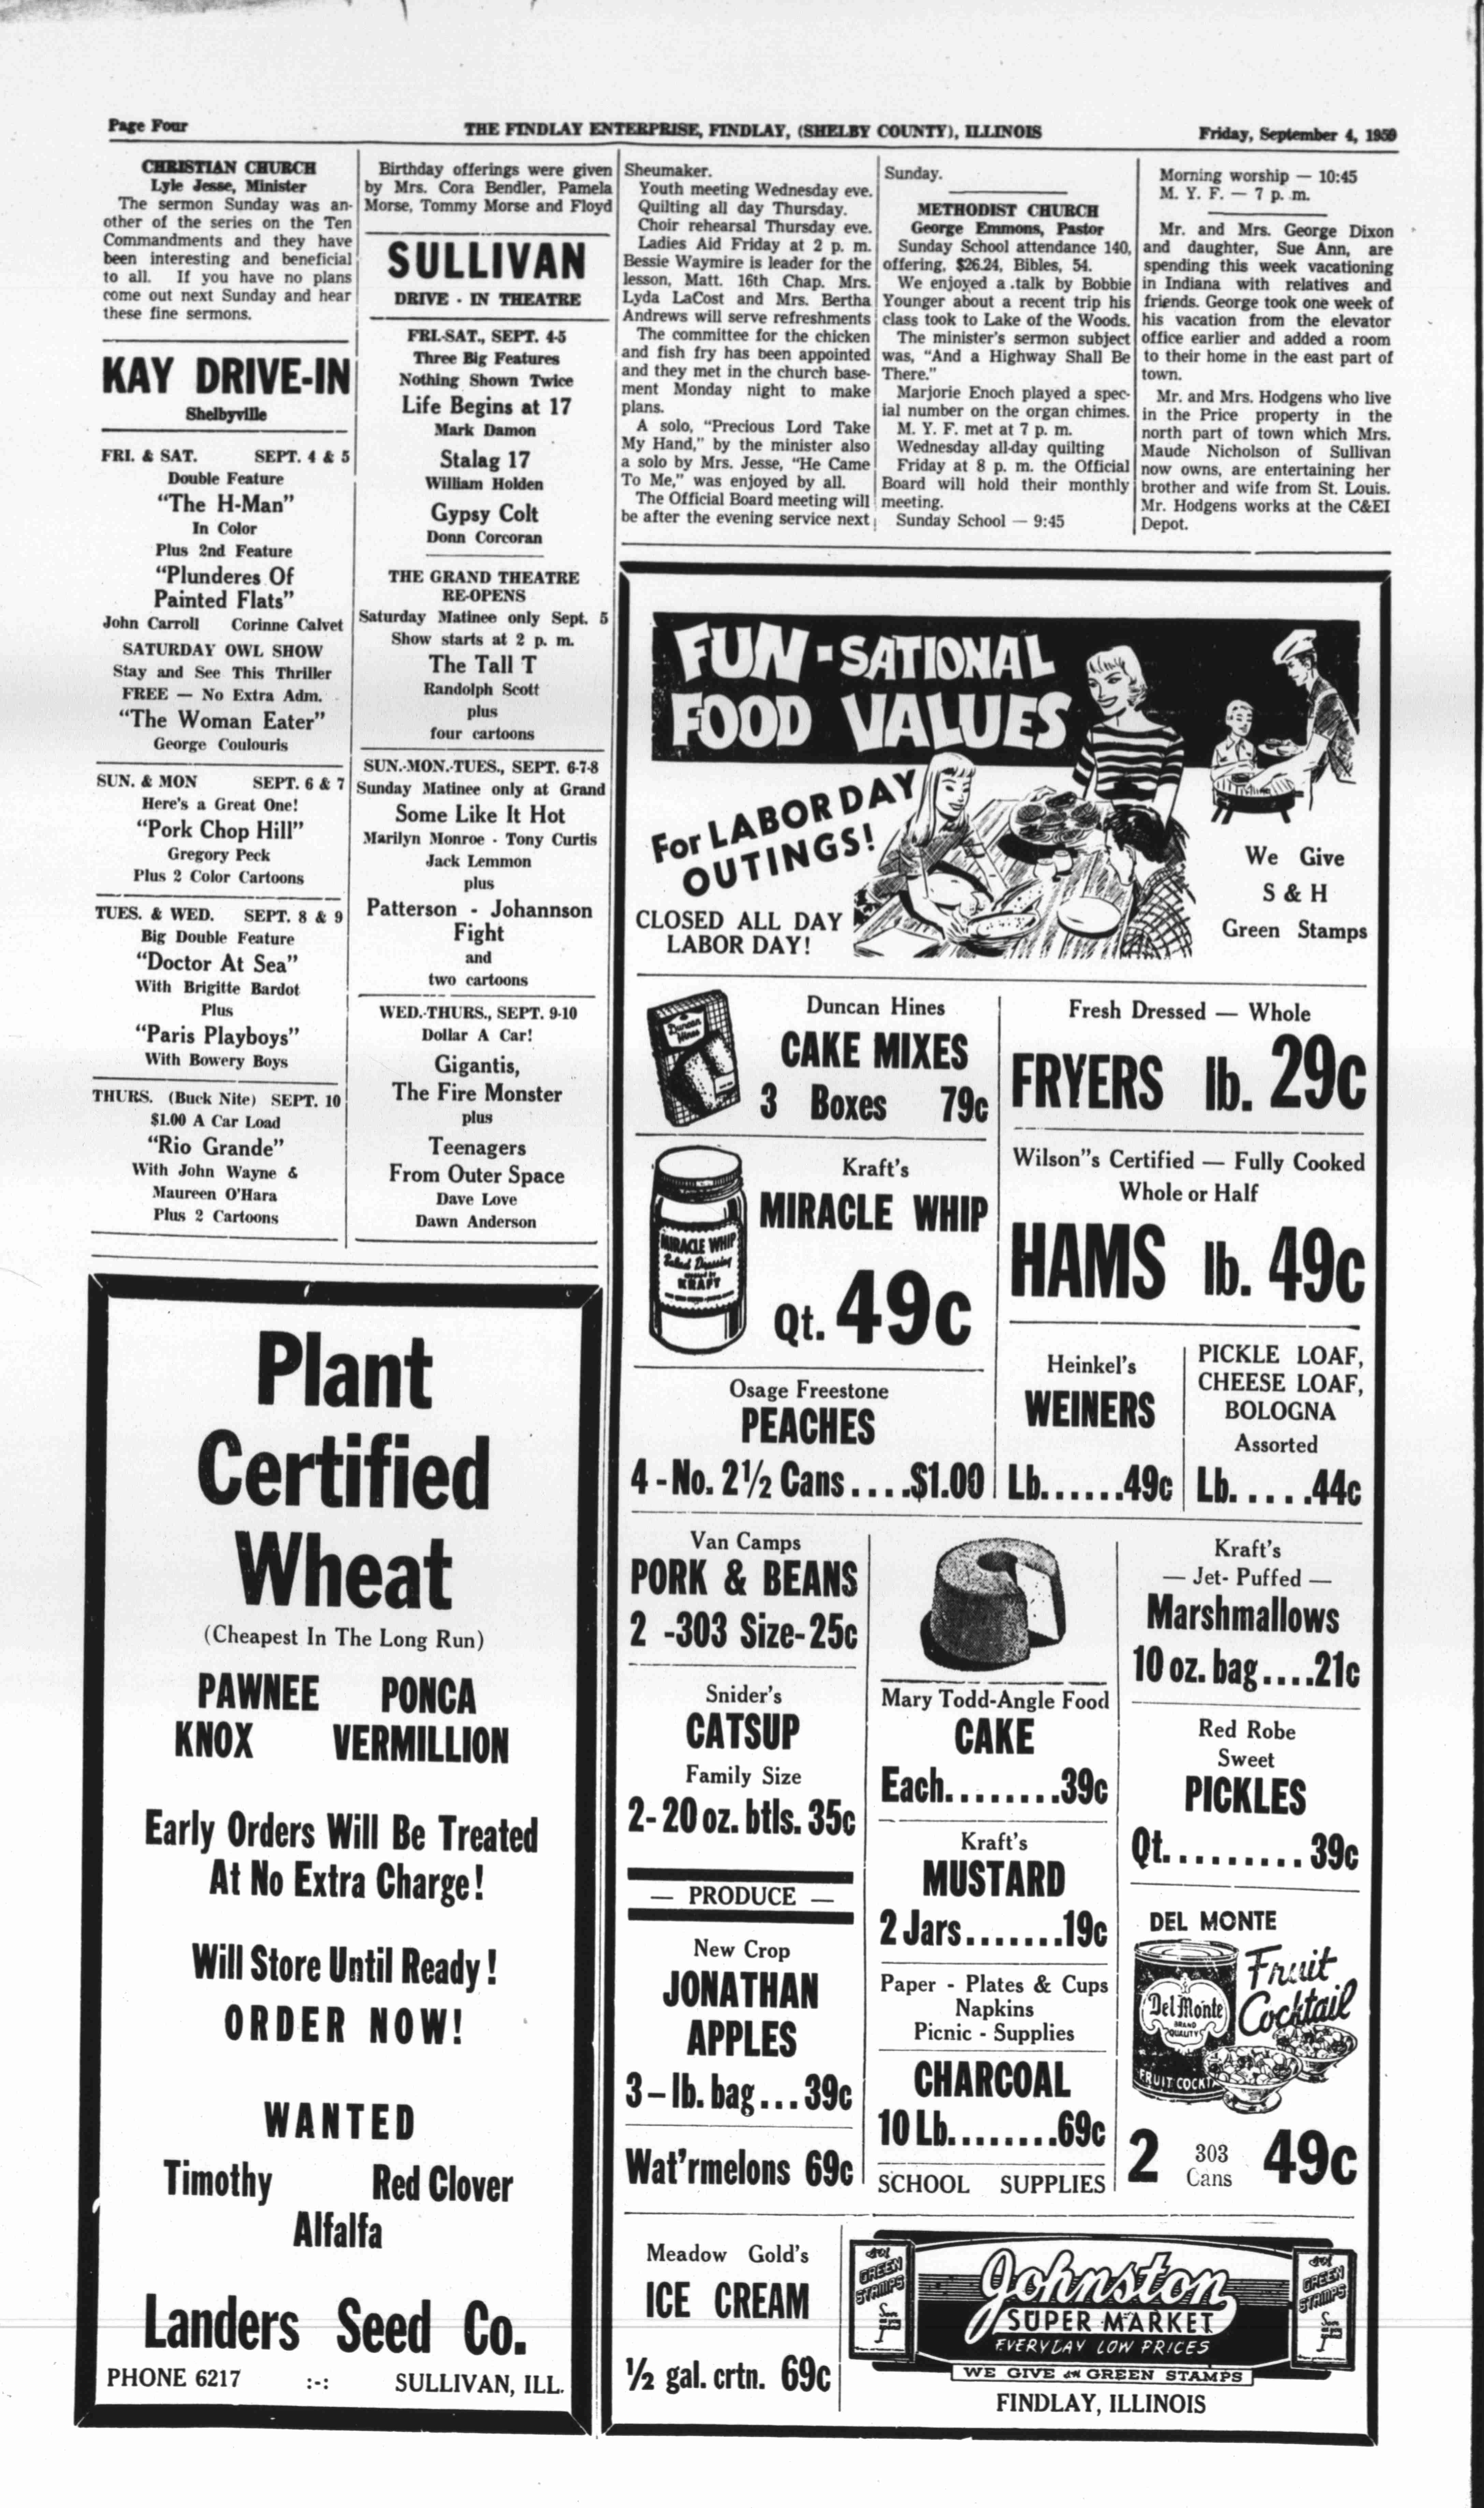 Page Four
THE FINDLAY ENTERPRISE, FINDLAY, (SHELBY COUNTY), ILLINOIS
Friday, September 4, 1959
CHRISTIAN CHURCH
Lyle Jesse, Minister
The sermon Sunday was an-
other of the series on the Ten
Commandments and they have
been interesting and beneficial
to all. If you have no plans
come out next Sunday and hear
these fine sermons.
KAY DRIVE-IN
Shelbyville
FRI. & SAT. SEPT. 4 & 5
Double Feature
"The H-Man"
In Color
Plus 2nd Feature
"Plunderes Of
Painted Flats"
John Carroll Corinne Calvet
SATURDAY OWL SHOW
Stay and See This Thriller
FREE — No Extra Adm.
"The Woman Eater"
George Coulouris
SUN. & MON SEPT. 6 & 7
Here's a Great One!
"Pork Chop Hill"
Gregory Peck
Plus 2 Color Cartoons
TUES. & WED. SEPT. 8 & 9
Big Double Feature
"Doctor At Sea"
With Brigitte Bardot
Plus
"Paris Playboys"
With Bowery Boys
THURS. (Buck Nite) SEPT. 10
$1.00 A Car Load
"Rio Grande"
With John Wayne &
Maureen O'Hara
Plus 2 Cartoons
Birthday offerings were given
by Mrs. Cora Bendler, Pamela
Morse, Tommy Morse and Floyd
SULLIVAN
DRIVE - IN THEATRE
FRI.-SAT., SEPT. 4-5
Three Big Features
Nothing Shown Twice
Life Begins at 17
Mark Damon
Stalag 17
William Holden
Gypsy Colt
Donn Corcoran
THE GRAND THEATRE
RE-OPENS
Saturday Matinee only Sept. 5
Show starts at 2 p. m.
The Tall T
Randolph Scott
plus
four cartoons
SUN.-MON.-TUES., SEPT. 6-7-8
Sunday Matinee only at Grand
Some Like It Hot
Marilyn Monroe - Tony Curtis
Jack Lemmon
plus
Patterson - Johannson
Fight
and
two cartoons
WED.-THURS., SEPT. 9-10
Dollar A Car!
Gigantis,
The Fire Monster
plus
Teenagers
From Outer Space
Dave Love
Dawn Anderson
Sheumaker.
Youth meeting Wednesday eve.
Quilting all day Thursday.
Choir rehearsal Thursday eve.
Ladies Aid Friday at 2 p. m.
Bessie Waymire is leader for the
lesson, Matt. 16th Chap. Mrs.
Lyda LaCost and Mrs. Bertha
Andrews will serve refreshments
The committee for the chicken
and fish fry has been appointed
and they met in the church base-
ment Monday night to make
plans.
A solo, "Precious Lord Take
My Hand," by the minister also
a solo by Mrs. Jesse, "He Came
To Me," was enjoyed by all.
The Official Board meeting will
be after the evening service next
Sunday.
METHODIST CHURCH
George Emmons, Pastor
Sunday School attendance 140,
offering, $26.24, Bibles, 54.
We enjoyed a .talk by Bobbie
Younger about a recent trip his
class took to Lake of the Woods.
The minister's sermon subject
was, "And a Highway Shall Be
There."
Marjorie Enoch played a spec-
ial number on the organ chimes.
M. Y. F. met at 7 p. m.
Wednesday all-day quilting
Friday at 8 p. m. the Official
Board will hold their monthly
meeting.
Sunday School — 9:45
Morning worship — 10:45
M. Y. F. — 7 p. m.
Mr. and Mrs. George Dixon
and daughter, Sue Ann, are
spending this week vacationing
in Indiana with relatives and
friends. George took one week of
his vacation from the elevator
office earlier and added a room
to their home in the east part of
town.
Mr. and Mrs. Hodgens who live
in the Price property in the
north part of town which Mrs.
Maude Nicholson of Sullivan
now owns, are entertaining her
brother and wife from St. Louis.
Mr. Hodgens works at the C&EI
Depot.
Plant
Certified
Wheat
(Cheapest In The Long Run)
PAWNEE PONCA
KNOX VERMILLION
Early Orders Will Be Treated
At No Extra Charge!
Will Store Until Ready!
ORDER NOW!
WANTED
Timothy Red Clover
Alfalfa
Landers Seed Co.
PHONE 6217 :-: SULLIVAN, ILL.
FUN-SATIONAL
FOOD VALUES
For LABOR DAY
OUTINGS!
CLOSED ALL DAY
LABOR DAY!
We Give
S & H
Green Stamps
Duncan Hines
Duncan Hines
CAKE MIXES
3 Boxes 79c
Fresh Dressed — Whole
FRYERS lb. 29c
MIRACLE WHIP
Salad Dressing
KRAFT
Kraft's
MIRACLE WHIP
Qt. 49c
Wilson"s Certified — Fully Cooked
Whole or Half
HAMS lb. 49c
Osage Freestone
PEACHES
4 - No. 2½ Cans....$1.00
Heinkel's
WEINERS
Lb......49c
PICKLE LOAF,
CHEESE LOAF,
BOLOGNA
Assorted
Lb.....44c
Van Camps
PORK & BEANS
2 -303 Size- 25c
Snider's
CATSUP
Family Size
2- 20 oz. btls. 35c
— PRODUCE —
New Crop
JONATHAN
APPLES
3 – lb. bag...39c
Wat'rmelons 69c
Mary Todd-Angle Food
CAKE
Each........39c
Kraft's
MUSTARD
2 Jars.......19c
Paper - Plates & Cups
Napkins
Picnic - Supplies
CHARCOAL
10 Lb........69c
SCHOOL SUPPLIES
Kraft's
— Jet- Puffed —
Marshmallows
10 oz. bag....21c
Red Robe
Sweet
PICKLES
Qt..........39c
DEL MONTE
Fruit
Cocktail
Del Monte
BRAND
QUALITY
FRUIT COCKTA
2 303 Cans 49c
Meadow Gold's
ICE CREAM
½ gal. crtn. 69c
S&H
GREEN
STAMPS
Johnston
SUPER MARKET
EVERYDAY LOW PRICES
WE GIVE S&H GREEN STAMPS
S&H
GREEN
STAMPS
FINDLAY, ILLINOIS